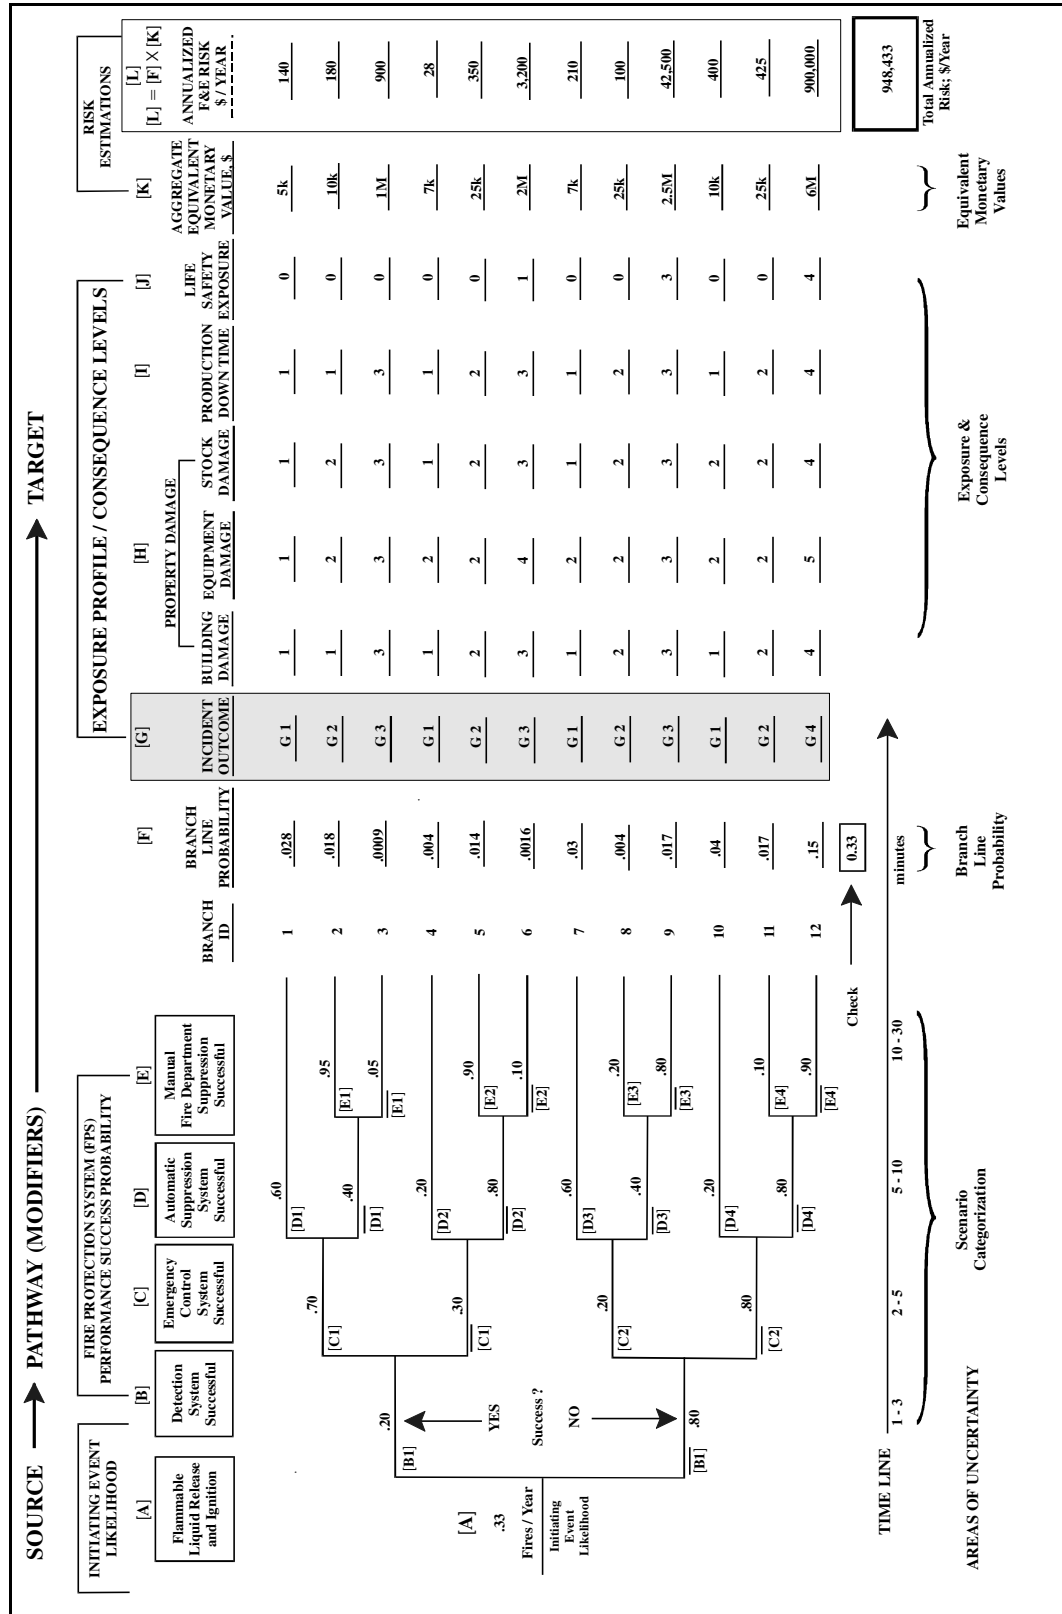 SOURCE → PATHWAY (MODIFIERS) → TARGET
INITIATING EVENT
LIKELIHOOD
FIRE PROTECTION SYSTEM (FPS)
PERFORMANCE SUCCESS PROBABILITY
EXPOSURE PROFILE / CONSEQUENCE LEVELS
RISK
ESTIMATIONS
[A]
Flammable
Liquid Release
and Ignition
[B]
Detection
System
Successful
[C]
Emergency
Control
System
Successful
[D]
Automatic
Suppression
System
Successful
[E]
Manual
Fire Department
Suppression
Successful
BRANCH
ID
[F]
BRANCH
LINE
PROBABILITY
[G]
INCIDENT
OUTCOME
[H]
PROPERTY DAMAGE
BUILDING
DAMAGE
EQUIPMENT
DAMAGE
STOCK
DAMAGE
[I]
PRODUCTION
DOWN TIME
[J]
LIFE
SAFETY
EXPOSURE
[K]
AGGREGATE
EQUIVALENT
MONETARY
VALUE, $
[L]
[L] = [F] X [K]
ANNUALIZED
F&E RISK
$ / YEAR
[A]
.33
Fires / Year
Initiating
Event
Likelihood
[B1]
.20
YES
Success ?
NO
.80
[B1]
[C1]
.70
.30
[C1]
[C2]
.20
.80
[C2]
[D1]
.60
.40
[D1]
[D2]
.20
.80
[D2]
[D3]
.60
.40
[D3]
[D4]
.20
.80
[D4]
.95
[E1]
.05
[E1]
.90
[E2]
.10
[E2]
.20
[E3]
.80
[E3]
.10
[E4]
.90
[E4]
1 .028 G 1 1 1 1 1 0 5k 140
2 .018 G 2 1 2 2 1 0 10k 180
3 .0009 G 3 3 3 3 3 0 1M 900
4 .004 G 1 1 2 1 1 0 7k 28
5 .014 G 2 2 2 2 2 0 25k 350
6 .0016 G 3 3 4 3 3 1 2M 3,200
7 .03 G 1 1 2 1 1 0 7k 210
8 .004 G 2 2 2 2 2 0 25k 100
9 .017 G 3 3 3 3 3 3 2.5M 42,500
10 .04 G 1 1 2 2 1 0 10k 400
11 .017 G 2 2 2 2 2 0 25k 425
12 .15 G 4 4 5 4 4 4 6M 900,000
Check → 0.33
948,433
Total Annualized
Risk; $/Year
TIME LINE 1 - 3 2 - 5 5 - 10 10 - 30 minutes
AREAS OF UNCERTAINTY
Scenario
Categorization
Branch
Line
Probability
Exposure &
Consequence
Levels
Equivalent
Monetary
Values